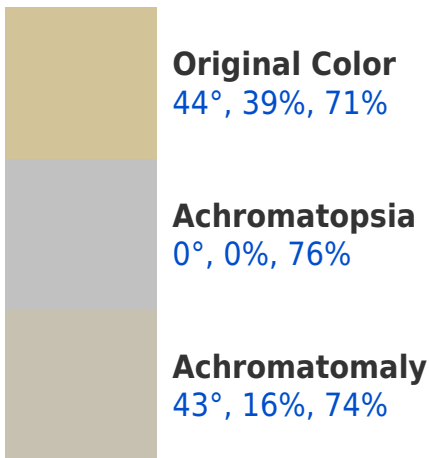 Original Color
44°, 39%, 71%
Achromatopsia
0°, 0%, 76%
Achromatomaly
43°, 16%, 74%